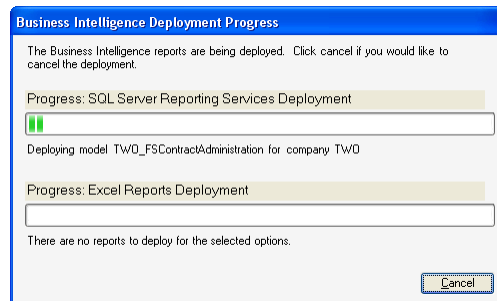 Business Intelligence Deployment Progress
The Business Intelligence reports are being deployed. Click cancel if you would like to
cancel the deployment.
Progress: SQL Server Reporting Services Deployment
Deploying model TWO_FSContractAdministration for company TWO
Progress: Excel Reports Deployment
There are no reports to deploy for the selected options.
Cancel